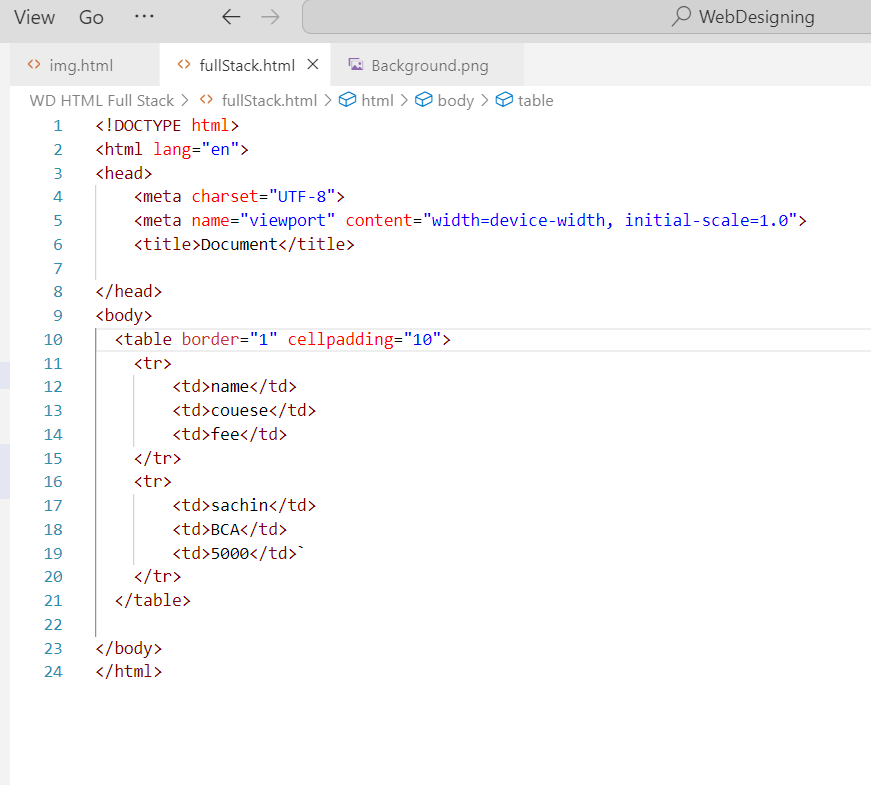 View Go ··· ← → WebDesigning
img.html fullStack.html × Background.png
WD HTML Full Stack > fullStack.html > html > body > table
1 <!DOCTYPE html>
2 <html lang="en">
3 <head>
4     <meta charset="UTF-8">
5     <meta name="viewport" content="width=device-width, initial-scale=1.0">
6     <title>Document</title>
7
8 </head>
9 <body>
10   <table border="1" cellpadding="10">
11     <tr>
12         <td>name</td>
13         <td>couese</td>
14         <td>fee</td>
15     </tr>
16     <tr>
17         <td>sachin</td>
18         <td>BCA</td>
19         <td>5000</td>`
20     </tr>
21   </table>
22
23 </body>
24 </html>